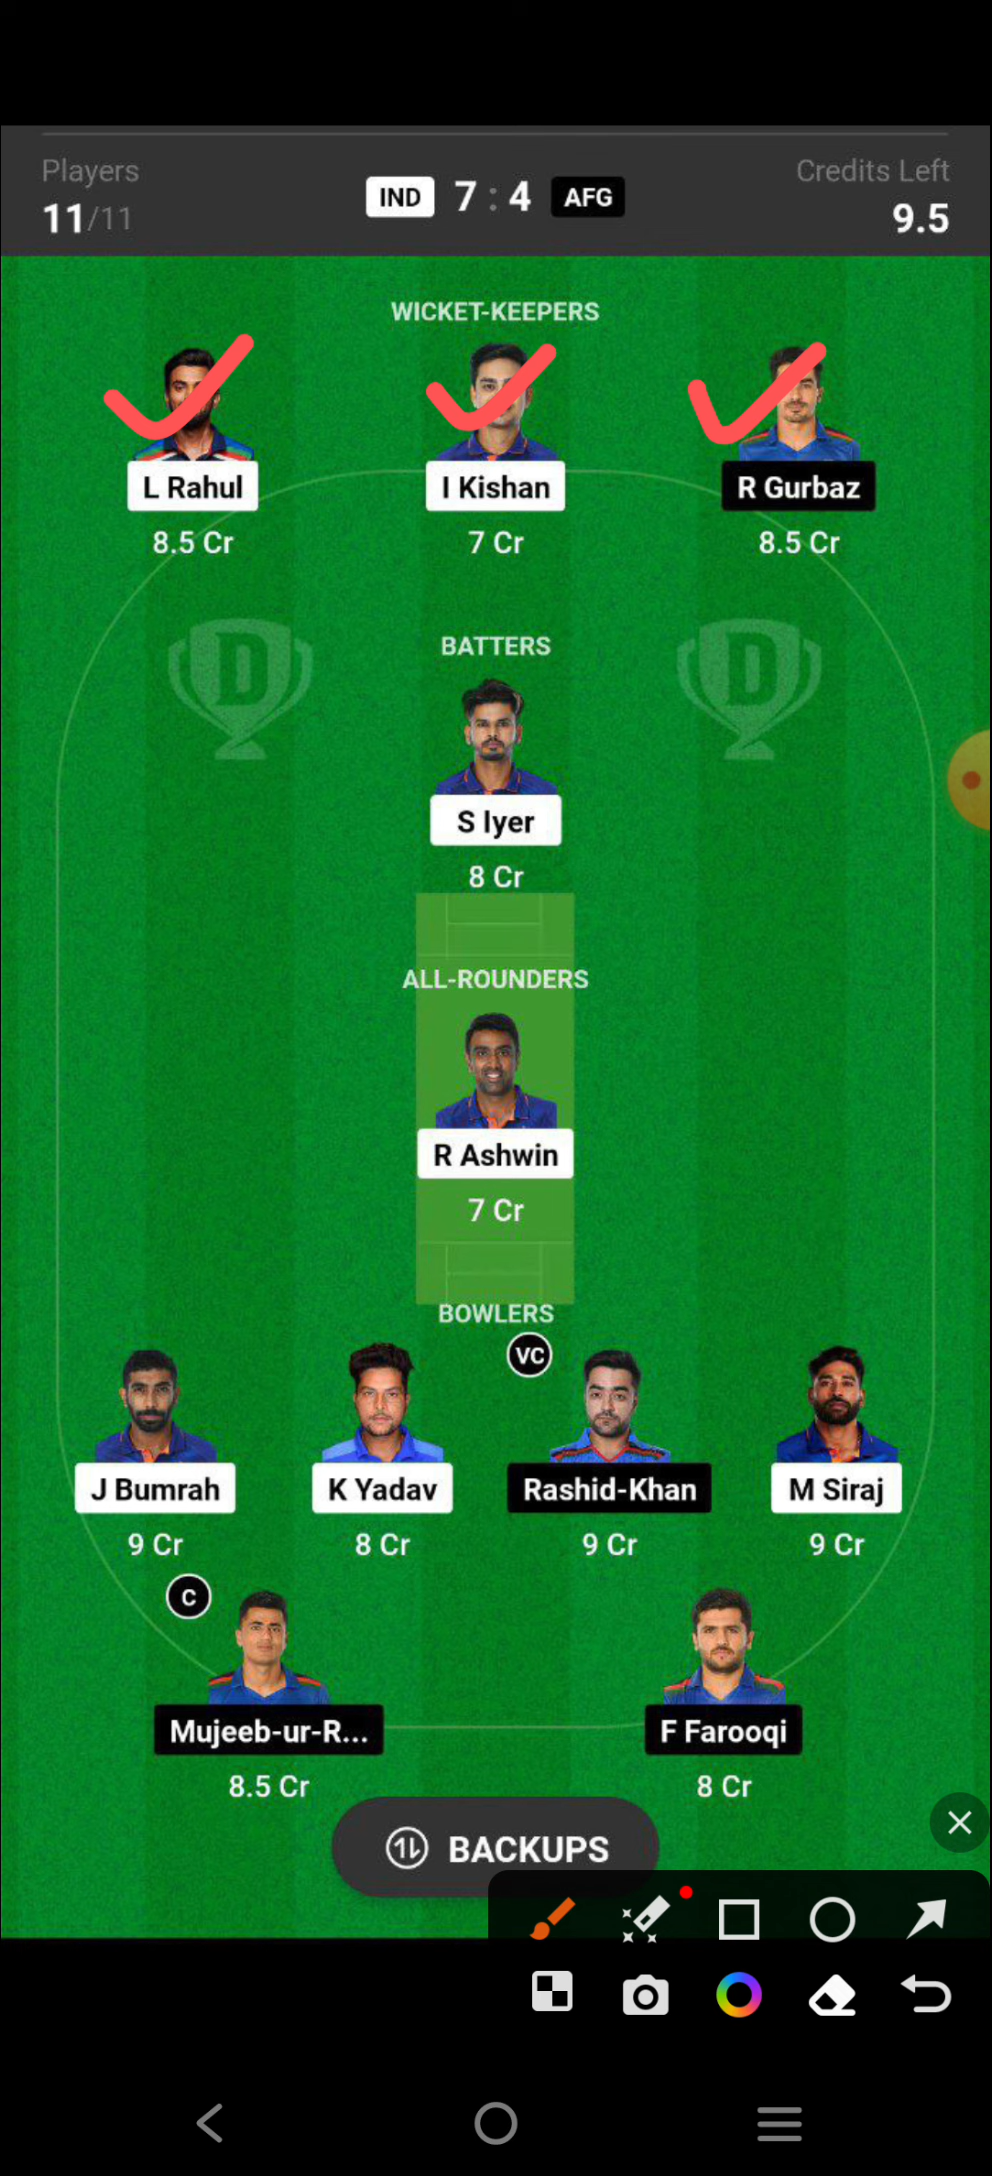 Players
IND 7 : 4 AFG
Credits Left
11/11
9.5
WICKET-KEEPERS
L Rahul
I Kishan
R Gurbaz
8.5 Cr
7 Cr
8.5 Cr
BATTERS
D
D
S Iyer
8 Cr
ALL-ROUNDERS
R Ashwin
7 Cr
BOWLERS
VC
J Bumrah
K Yadav
Rashid-Khan
M Siraj
9 Cr
8 Cr
9 Cr
9 Cr
C
Mujeeb-ur-R...
F Farooqi
8.5 Cr
8 Cr
BACKUPS